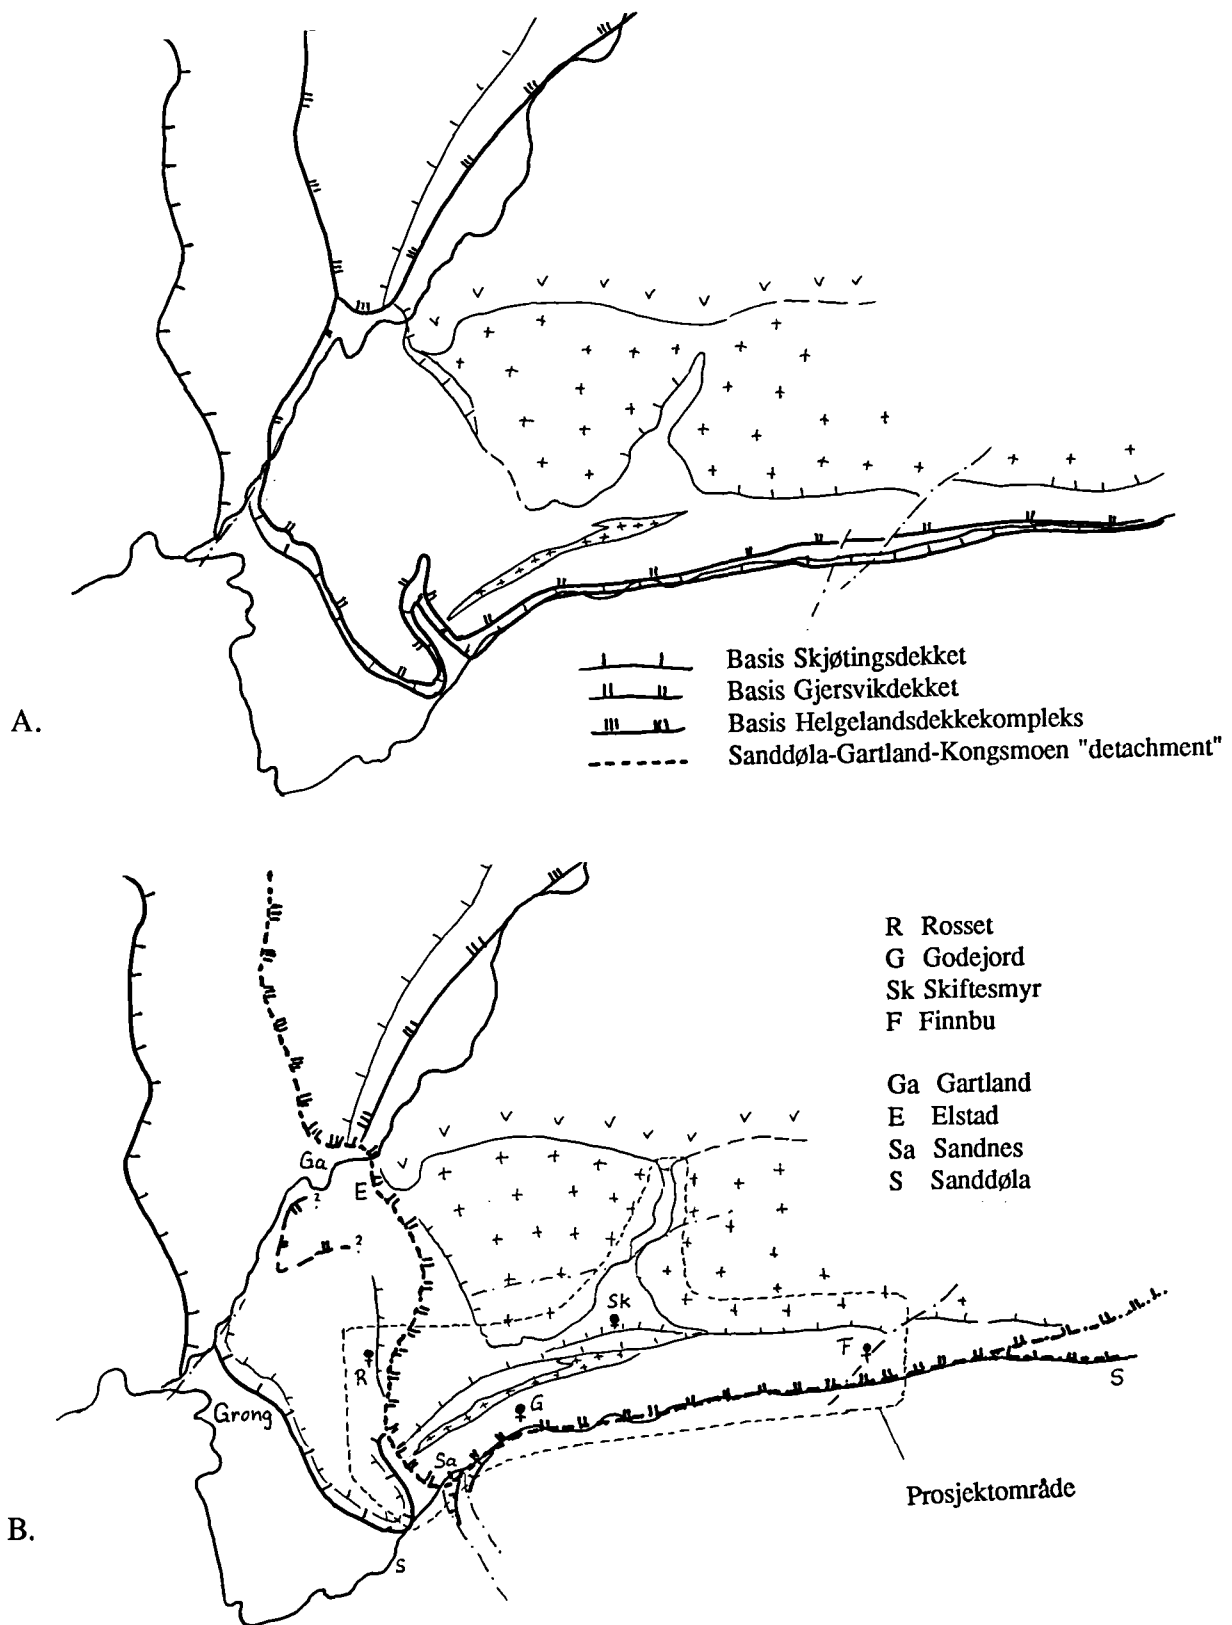 Basis Skjøtingsdekket
Basis Gjersvikdekket
Basis Helgelandsdekkekompleks
Sanddøla-Gartland-Kongsmoen "detachment"
A.
R Rosset
G Godejord
Sk Skiftesmyr
F Finnbu
Ga Gartland
E Elstad
Sa Sandnes
S Sanddøla
Ga
?
E
?
Sk
F
R
S
G
Grong
Sa
Prosjektområde
B.
S